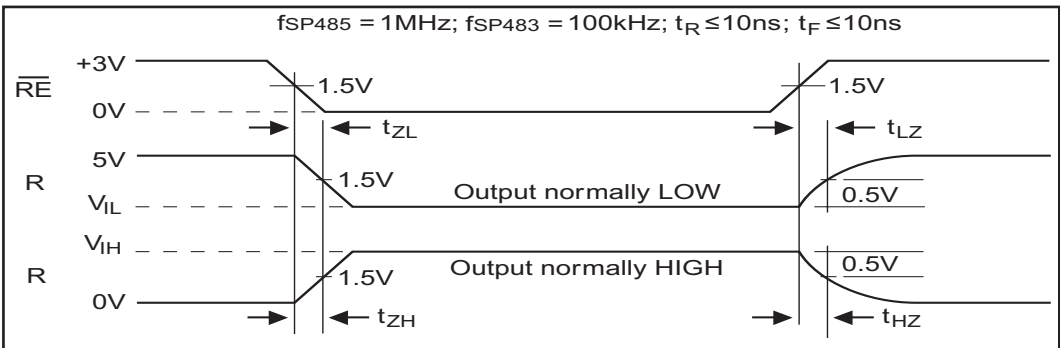 fSP485 = 1MHz; fSP483 = 100kHz; tR ≤ 10ns; tF ≤ 10ns
+3V
RE
1.5V
1.5V
0V
tZL
tLZ
5V
R
1.5V
Output normally LOW
0.5V
VIL
VIH
R
1.5V
Output normally HIGH
0.5V
0V
tZH
tHZ